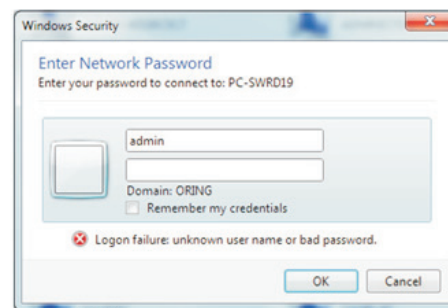 Windows Security
Enter Network Password
Enter your password to connect to: PC-SWRD19
admin
Domain: ORING
Remember my credentials
Logon failure: unknown user name or bad password.
OK
Cancel